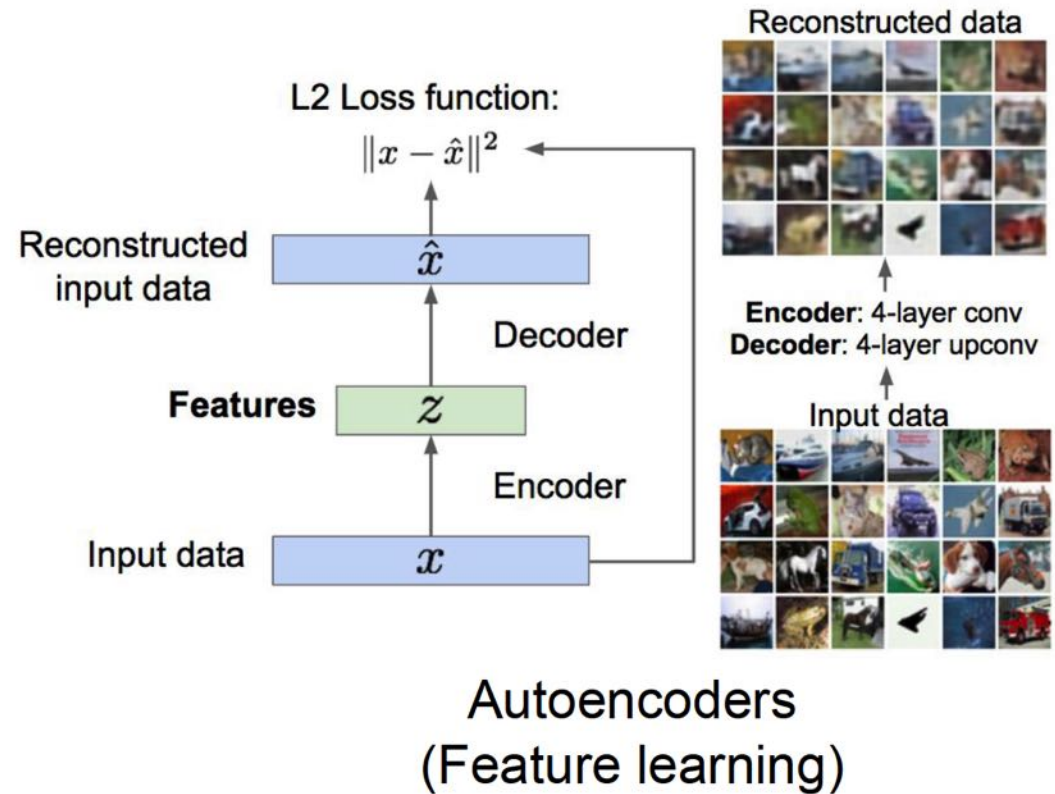 Reconstructed data
L2 Loss function:
‖x − x̂‖²
Reconstructed
input data
x̂
Decoder
Features
z
Encoder
Input data
x
Encoder: 4-layer conv
Decoder: 4-layer upconv
Input data
Autoencoders
(Feature learning)